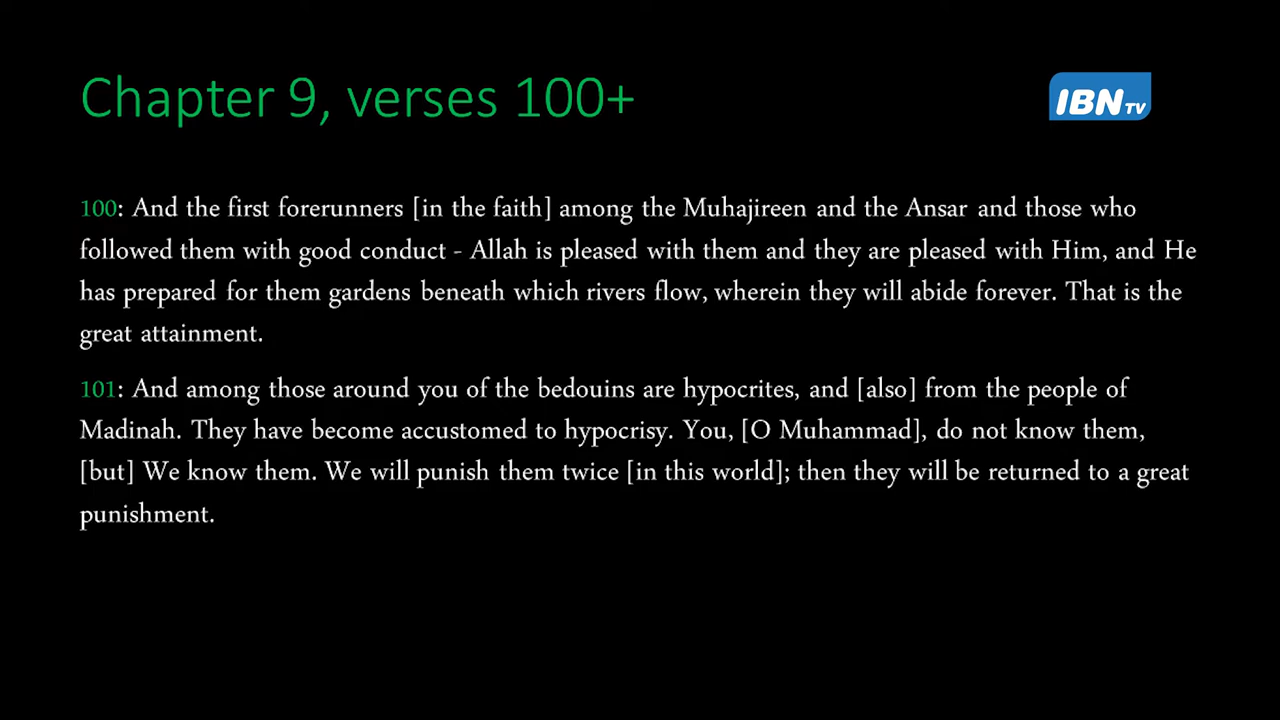 Chapter 9, verses 100+
IBN TV
100: And the first forerunners [in the faith] among the Muhajireen and the Ansar and those who
followed them with good conduct - Allah is pleased with them and they are pleased with Him, and He
has prepared for them gardens beneath which rivers flow, wherein they will abide forever. That is the
great attainment.
101: And among those around you of the bedouins are hypocrites, and [also] from the people of
Madinah. They have become accustomed to hypocrisy. You, [O Muhammad], do not know them,
[but] We know them. We will punish them twice [in this world]; then they will be returned to a great
punishment.